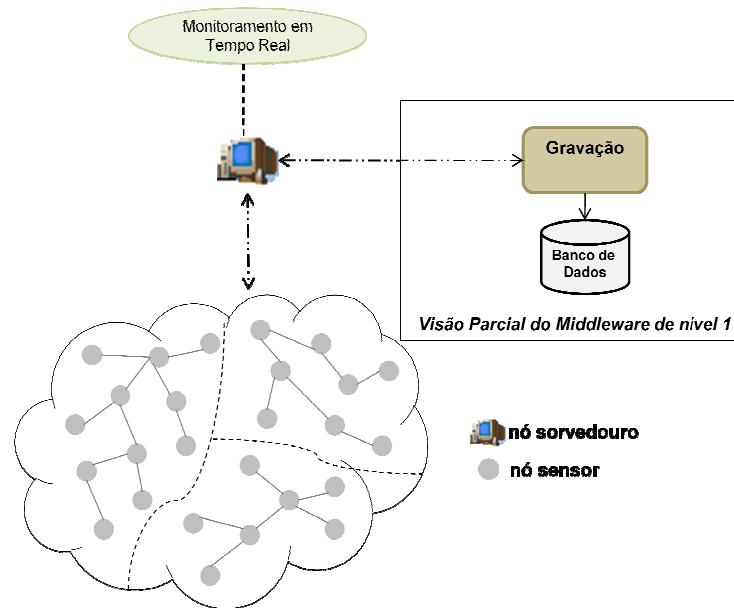 Monitoramento em
Tempo Real
Gravação
Banco de
Dados
Visão Parcial do Middleware de nível 1
nó sorvedouro
nó sensor